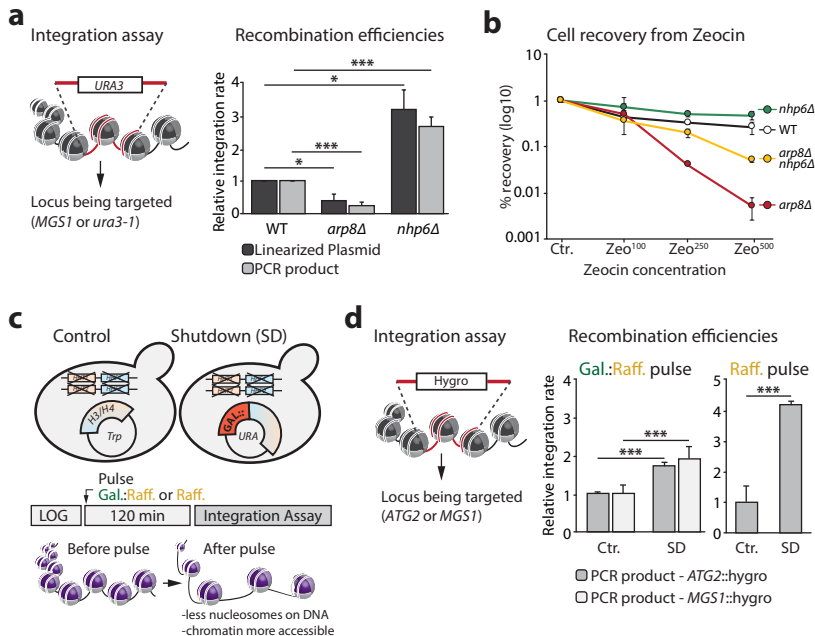 a
Integration assay
URA3
Locus being targeted
(MGS1 or ura3-1)
Recombination efficiencies
Relative integration rate
4
3
2
1
0
***
*
***
*
WT
arp8Δ
nhp6Δ
Linearized Plasmid
PCR product
b
Cell recovery from Zeocin
% recovery (log10)
10
1
0.1
0.01
0.001
nhp6Δ
WT
arp8Δ
nhp6Δ
arp8Δ
Ctr.
Zeo100
Zeo250
Zeo500
Zeocin concentration
c
Control
Shutdown (SD)
H3/H4
Trp
GAL::
URA
Pulse
Gal.:Raff. or Raff.
LOG
120 min
Integration Assay
Before pulse
After pulse
-less nucleosomes on DNA
-chromatin more accessible
d
Integration assay
Hygro
Locus being targeted
(ATG2 or MGS1)
Recombination efficiencies
Gal.:Raff. pulse
Relative integration rate
4
3
2
1
0
***
***
Ctr.
SD
Raff. pulse
5
4
3
2
1
0
***
Ctr.
SD
PCR product - ATG2::hygro
PCR product - MGS1::hygro